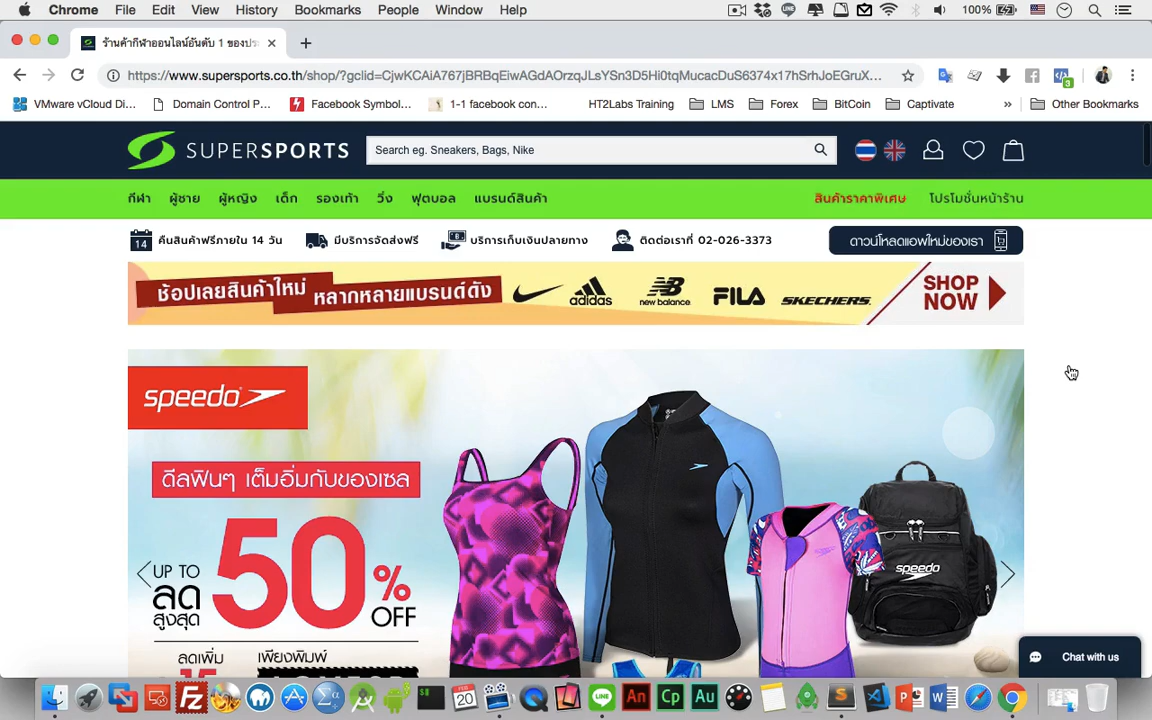 Chrome File Edit View History Bookmarks People Window Help 100%
ร้านค้ากีฬาออนไลน์อันดับ 1 ของประ
https://www.supersports.co.th/shop/?gclid=CjwKCAiA767jBRBqEiwAGdAOrzqJLsYSn3D5Hi0tqMucacDuS6374x17hSrhJoEGruX...
VMware vCloud Di... Domain Control P... Facebook Symbol... 1-1 facebook con... HT2Labs Training LMS Forex BitCoin Captivate » Other Bookmarks
SUPERSPORTS Search eg. Sneakers, Bags, Nike
กีฬา ผู้ชาย ผู้หญิง เด็ก รองเท้า วิ่ง ฟุตบอล แบรนด์สินค้า สินค้าราคาพิเศษ โปรโมชั่นหน้าร้าน
14 คืนสินค้าฟรีภายใน 14 วัน มีบริการจัดส่งฟรี บริการเก็บเงินปลายทาง ติดต่อเราที่ 02-026-3373 ดาวน์โหลดแอพใหม่ของเรา
ช้อปเลยสินค้าใหม่ หลากหลายแบรนด์ดัง adidas new balance FILA SKECHERS SHOP
NOW
speedo
ดีลฟินๆ เต็มอิ่มกับของเซล
UP TO 50%
ลด
สูงสุด OFF
speedo
ลดเพิ่ม เพียงพิมพ์
15
Chat with us
FEB
20
An Cp Au